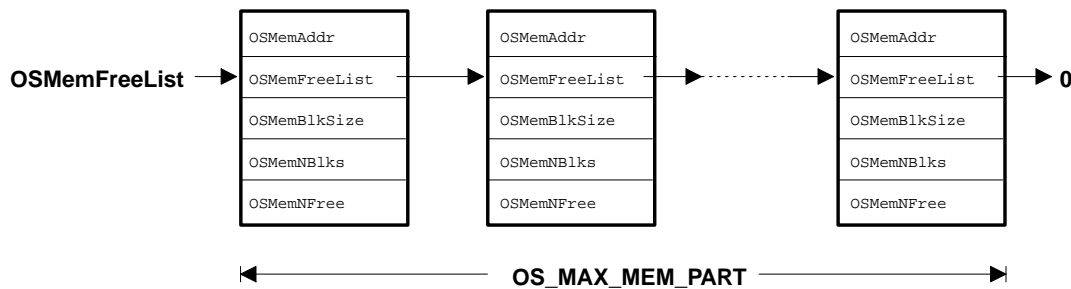 OSMemAddr OSMemAddr OSMemAddr
OSMemFreeList OSMemFreeList OSMemFreeList OSMemFreeList 0
OSMemBlkSize OSMemBlkSize OSMemBlkSize
OSMemNBlks OSMemNBlks OSMemNBlks
OSMemNFree OSMemNFree OSMemNFree
OS_MAX_MEM_PART